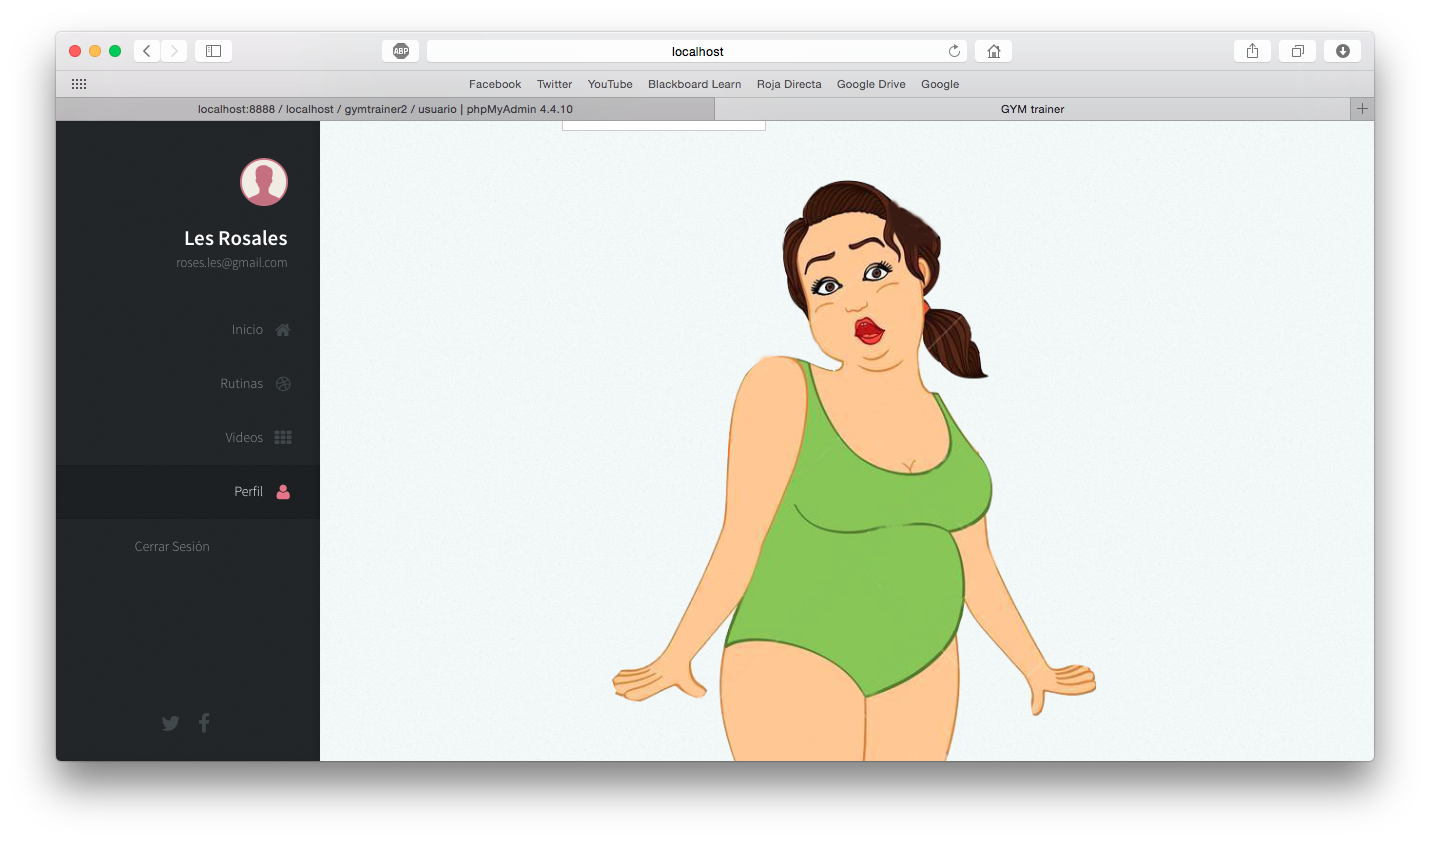 ABP
localhost
Facebook Twitter YouTube Blackboard Learn Roja Directa Google Drive Google
localhost:8888 / localhost / gymtrainer2 / usuario | phpMyAdmin 4.4.10
GYM trainer
Les Rosales
roses.les@gmail.com
Inicio
Rutinas
Videos
Perfil
Cerrar Sesión